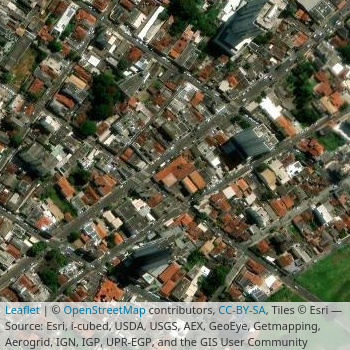 Leaflet | © OpenStreetMap contributors, CC-BY-SA, Tiles © Esri —
Source: Esri, i-cubed, USDA, USGS, AEX, GeoEye, Getmapping,
Aerogrid, IGN, IGP, UPR-EGP, and the GIS User Community